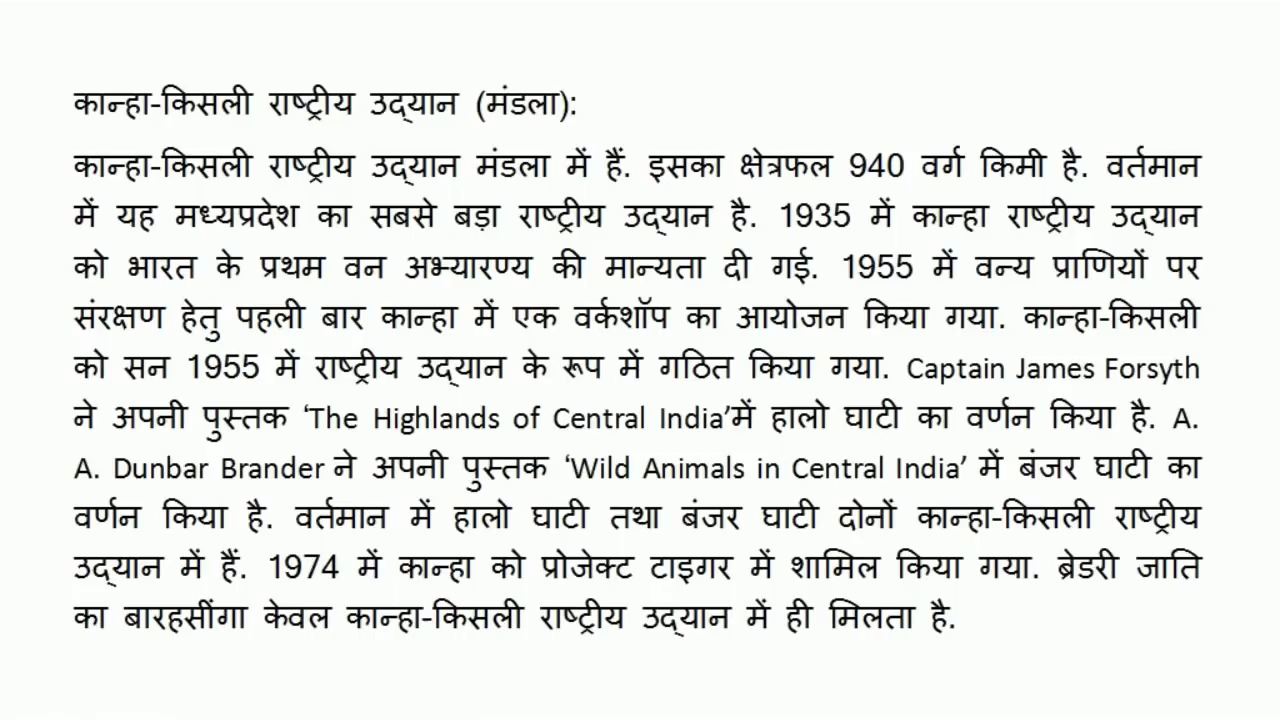 कान्हा-किसली राष्ट्रीय उद्यान (मंडला):
कान्हा-किसली राष्ट्रीय उद्यान मंडला में हैं. इसका क्षेत्रफल 940 वर्ग किमी है. वर्तमान
में यह मध्यप्रदेश का सबसे बड़ा राष्ट्रीय उद्यान है. 1935 में कान्हा राष्ट्रीय उद्यान
को भारत के प्रथम वन अभ्यारण्य की मान्यता दी गई. 1955 में वन्य प्राणियों पर
संरक्षण हेतु पहली बार कान्हा में एक वर्कशॉप का आयोजन किया गया. कान्हा-किसली
को सन 1955 में राष्ट्रीय उद्यान के रूप में गठित किया गया. Captain James Forsyth
ने अपनी पुस्तक ‘The Highlands of Central India’में हालो घाटी का वर्णन किया है. A.
A. Dunbar Brander ने अपनी पुस्तक ‘Wild Animals in Central India’ में बंजर घाटी का
वर्णन किया है. वर्तमान में हालो घाटी तथा बंजर घाटी दोनों कान्हा-किसली राष्ट्रीय
उद्यान में हैं. 1974 में कान्हा को प्रोजेक्ट टाइगर में शामिल किया गया. ब्रेडरी जाति
का बारहसींगा केवल कान्हा-किसली राष्ट्रीय उद्यान में ही मिलता है.